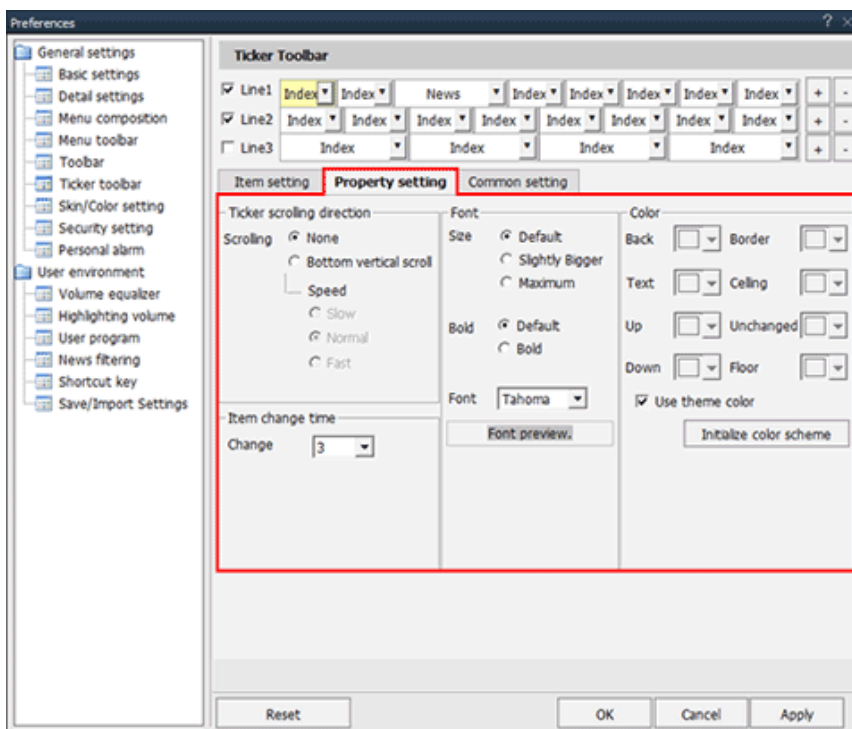 Preferences
General settings
Basic settings
Detail settings
Menu composition
Menu toolbar
Toolbar
Ticker toolbar
Skin/Color setting
Security setting
Personal alarm
User environment
Volume equalizer
Highlighting volume
User program
News filtering
Shortcut key
Save/Import Settings
Ticker Toolbar
Line1 Index Index News Index Index Index Index Index + -
Line2 Index Index Index Index Index Index Index Index + -
Line3 Index Index Index Index + -
Item setting Property setting Common setting
Ticker scrolling direction
Scrolling None
Bottom vertical scroll
Speed
Slow
Normal
Fast
Item change time
Change 3
Font
Size Default
Slightly Bigger
Maximum
Bold Default
Bold
Font Tahoma
Font preview.
Color
Back Border
Text Celing
Up Unchanged
Down Floor
Use theme color
Initialize color scheme
Reset OK Cancel Apply